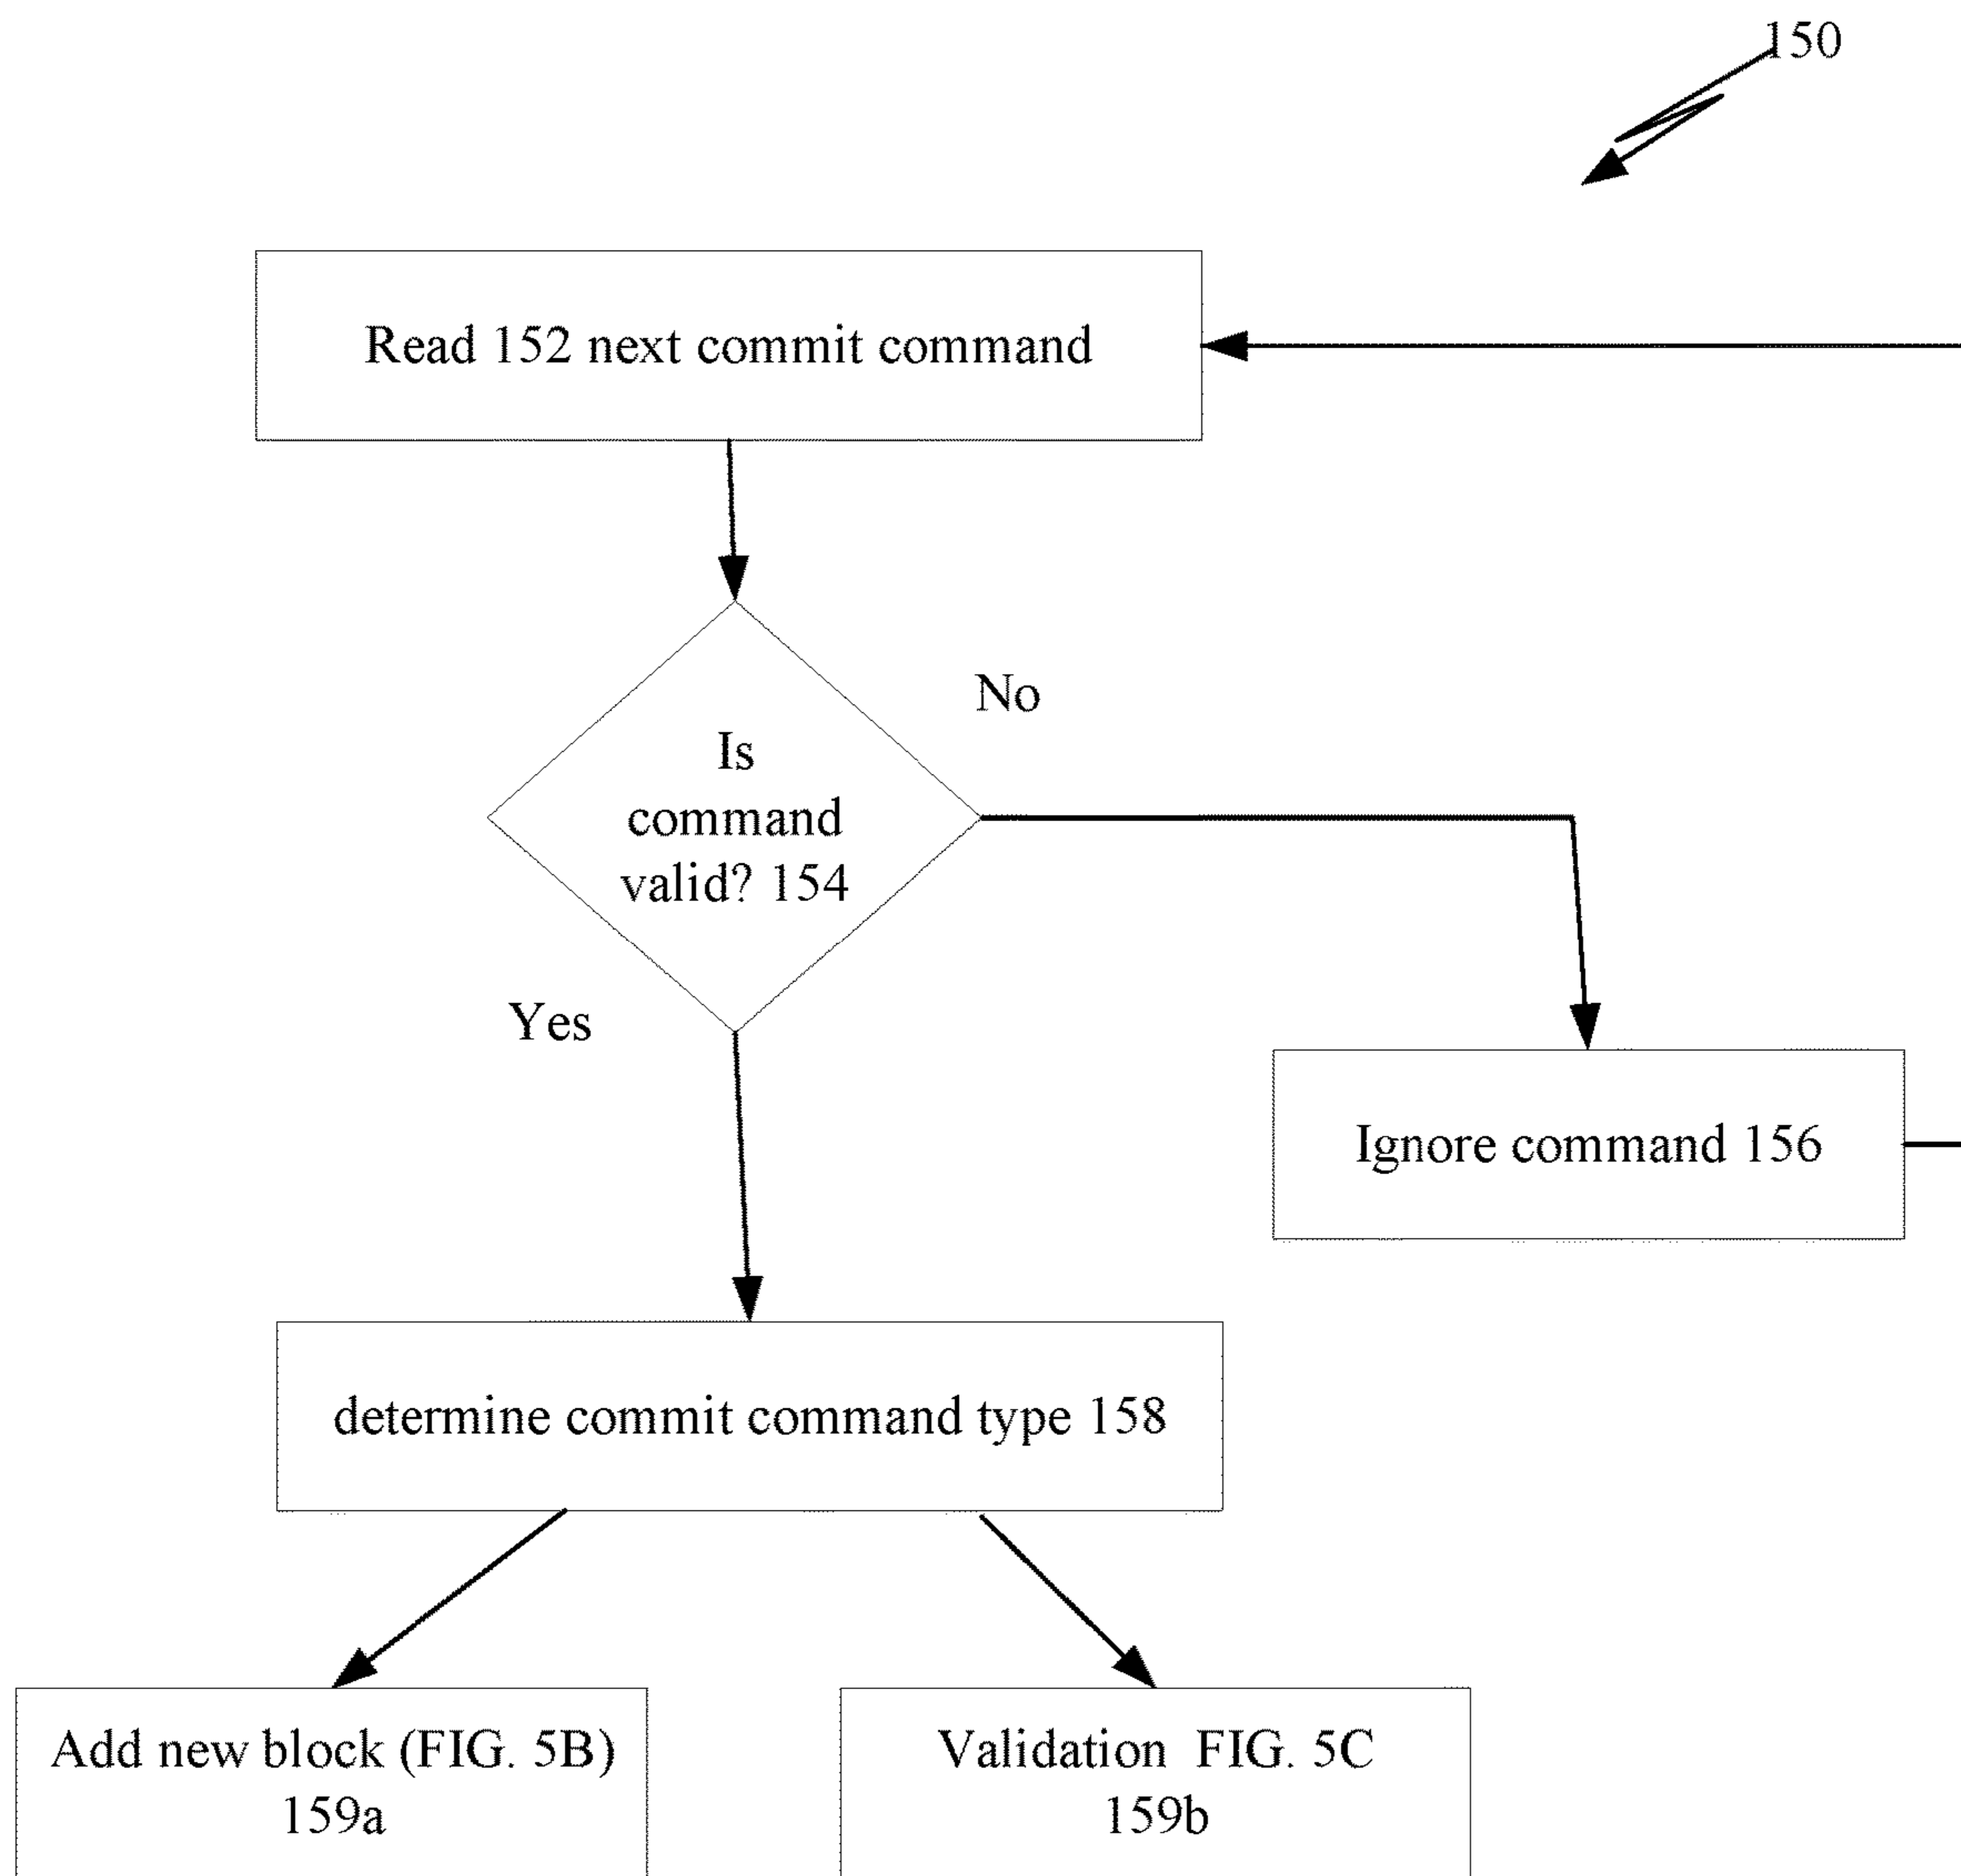 150
Read 152 next commit command
No
Is
command
valid? 154
Yes
Ignore command 156
determine commit command type 158
Add new block (FIG. 5B)
159a
Validation  FIG. 5C
159b